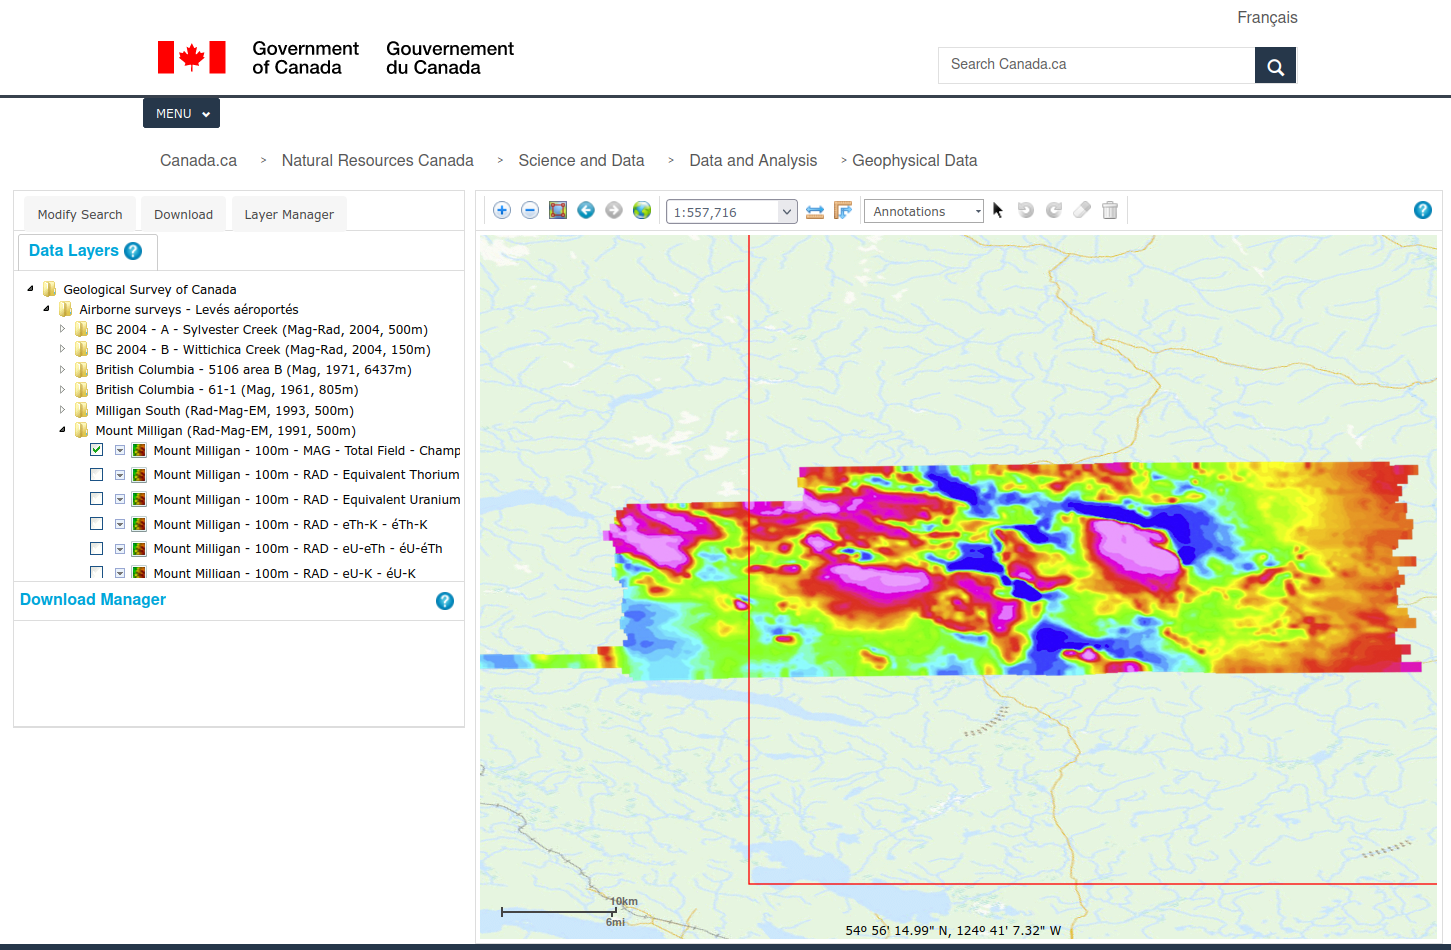 Français
Government of Canada
Gouvernement du Canada
Search Canada.ca
MENU
Canada.ca > Natural Resources Canada > Science and Data > Data and Analysis > Geophysical Data
Modify Search
Download
Layer Manager
1:557,716
Annotations
?
Data Layers ?
Geological Survey of Canada
Airborne surveys - Levés aéroportés
BC 2004 - A - Sylvester Creek (Mag-Rad, 2004, 500m)
BC 2004 - B - Wittichica Creek (Mag-Rad, 2004, 150m)
British Columbia - 5106 area B (Mag, 1971, 6437m)
British Columbia - 61-1 (Mag, 1961, 805m)
Milligan South (Rad-Mag-EM, 1993, 500m)
Mount Milligan (Rad-Mag-EM, 1991, 500m)
Mount Milligan - 100m - MAG - Total Field - Champ
Mount Milligan - 100m - RAD - Equivalent Thorium
Mount Milligan - 100m - RAD - Equivalent Uranium
Mount Milligan - 100m - RAD - eTh-K - éTh-K
Mount Milligan - 100m - RAD - eU-eTh - éU-éTh
Mount Milligan - 100m - RAD - eU-K - éU-K
Download Manager ?
10km
6mi
54º 56' 14.99" N, 124º 41' 7.32" W